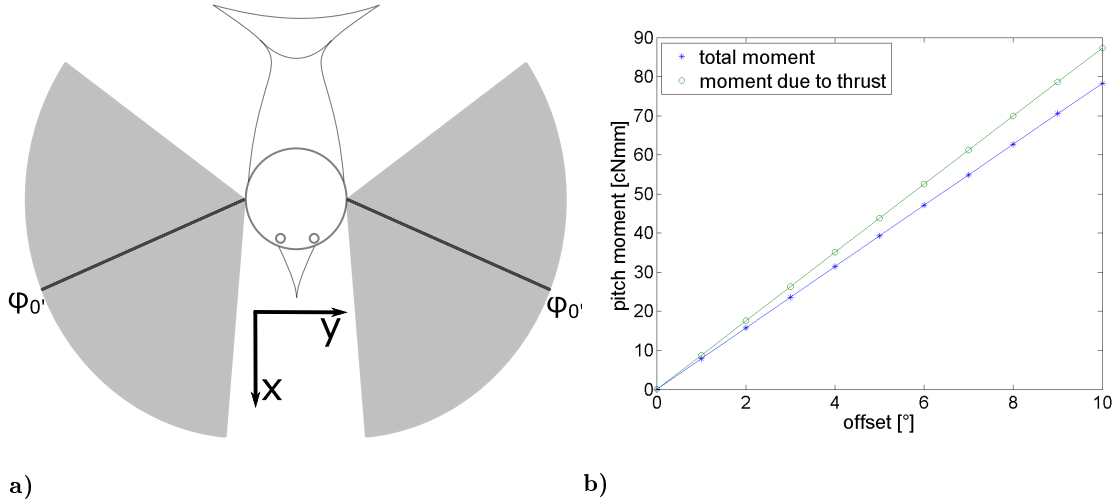 φ0'
φ0'
y
x
a)
90
80
70
60
50
40
30
20
10
0
pitch moment [cNmm]
total moment
moment due to thrust
0 2 4 6 8 10
offset [°]
b)